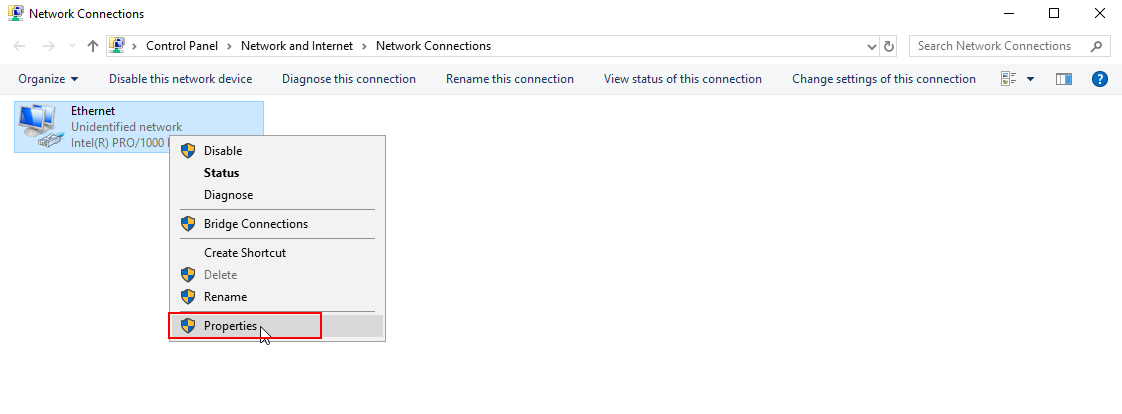 Network Connections
Control Panel > Network and Internet > Network Connections
Search Network Connections
Organize Disable this network device Diagnose this connection Rename this connection View status of this connection Change settings of this connection ?
Ethernet
Unidentified network
Intel(R) PRO/1000
Disable
Status
Diagnose
Bridge Connections
Create Shortcut
Delete
Rename
Properties